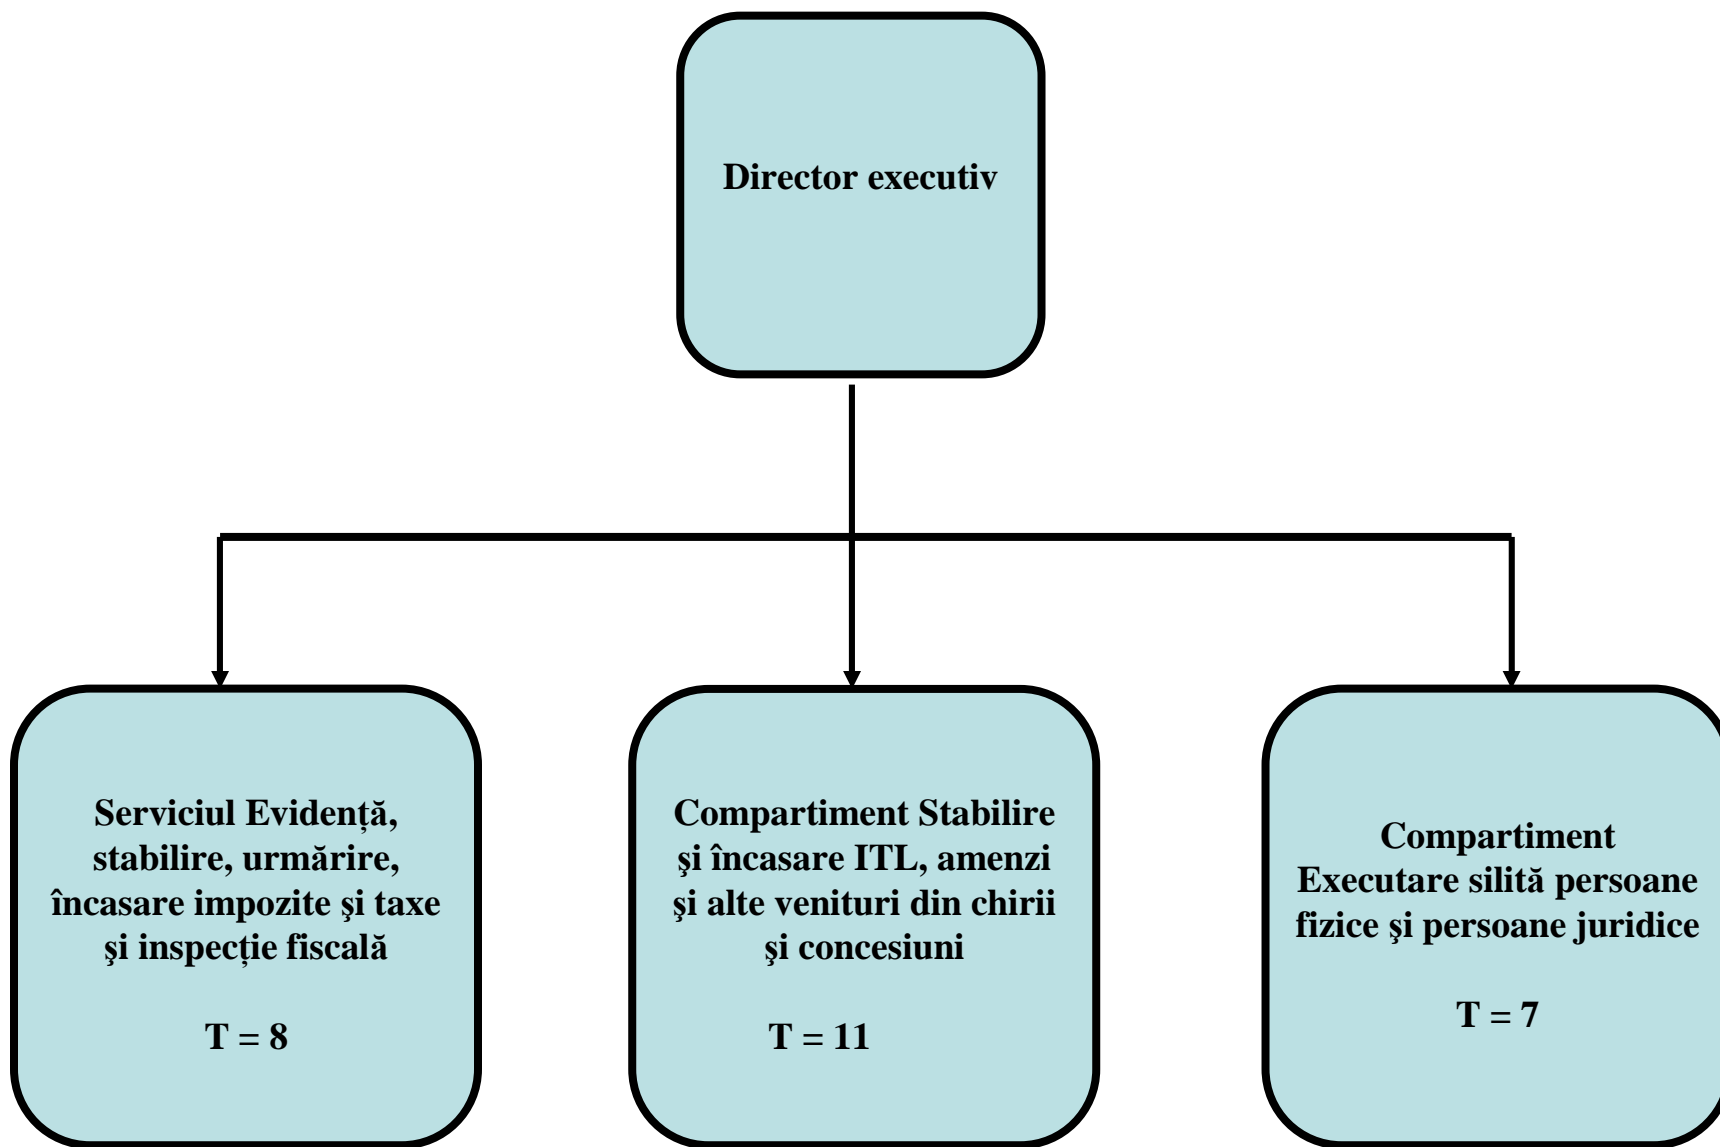 Director executiv
Serviciul Evidență,
stabilire, urmărire,
încasare impozite şi taxe
şi inspecție fiscală
T = 8
Compartiment Stabilire
şi încasare ITL, amenzi
şi alte venituri din chirii
şi concesiuni
T = 11
Compartiment
Executare silită persoane
fizice şi persoane juridice
T = 7